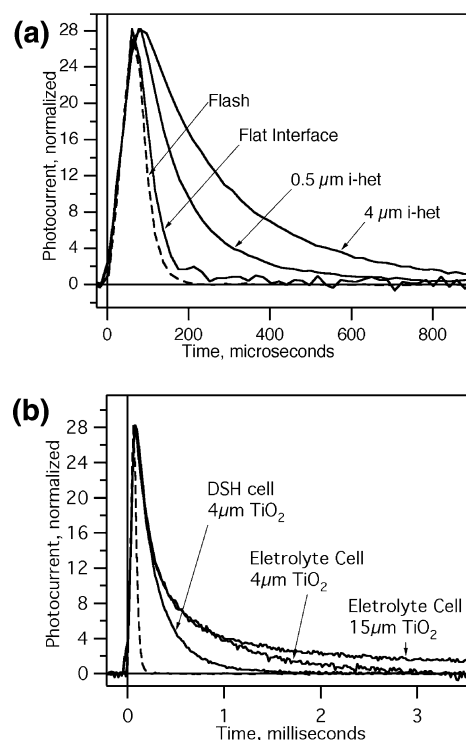 (a)
Photocurrent, normalized
28
24
20
16
12
8
4
0
Flash
Flat Interface
0.5 µm i-het
4 µm i-het
0
200
400
600
800
Time, microseconds
(b)
Photocurrent, normalized
28
24
20
16
12
8
4
0
DSH cell
4µm TiO2
Eletrolyte Cell
4µm TiO2
Eletrolyte Cell
15µm TiO2
0
1
2
3
Time, milliseconds